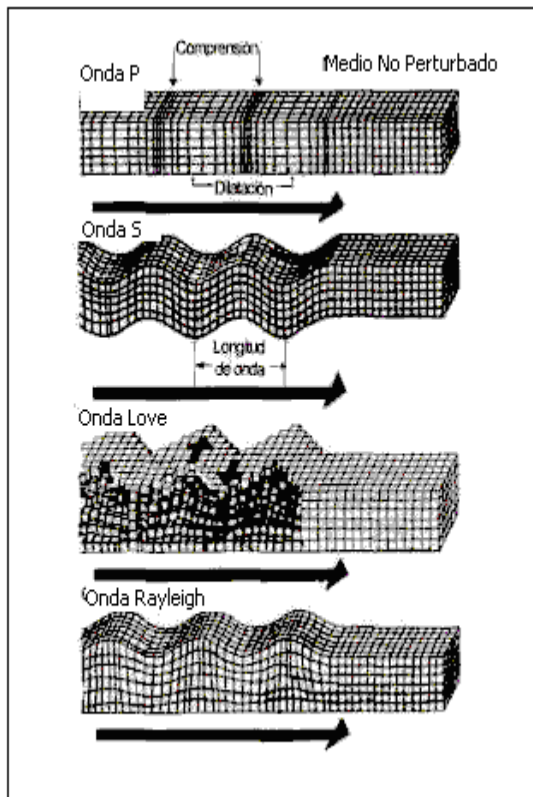 Compresión
Onda P
Medio No Perturbado
Dilatación
Onda S
Longitud
de onda
Onda Love
Onda Rayleigh